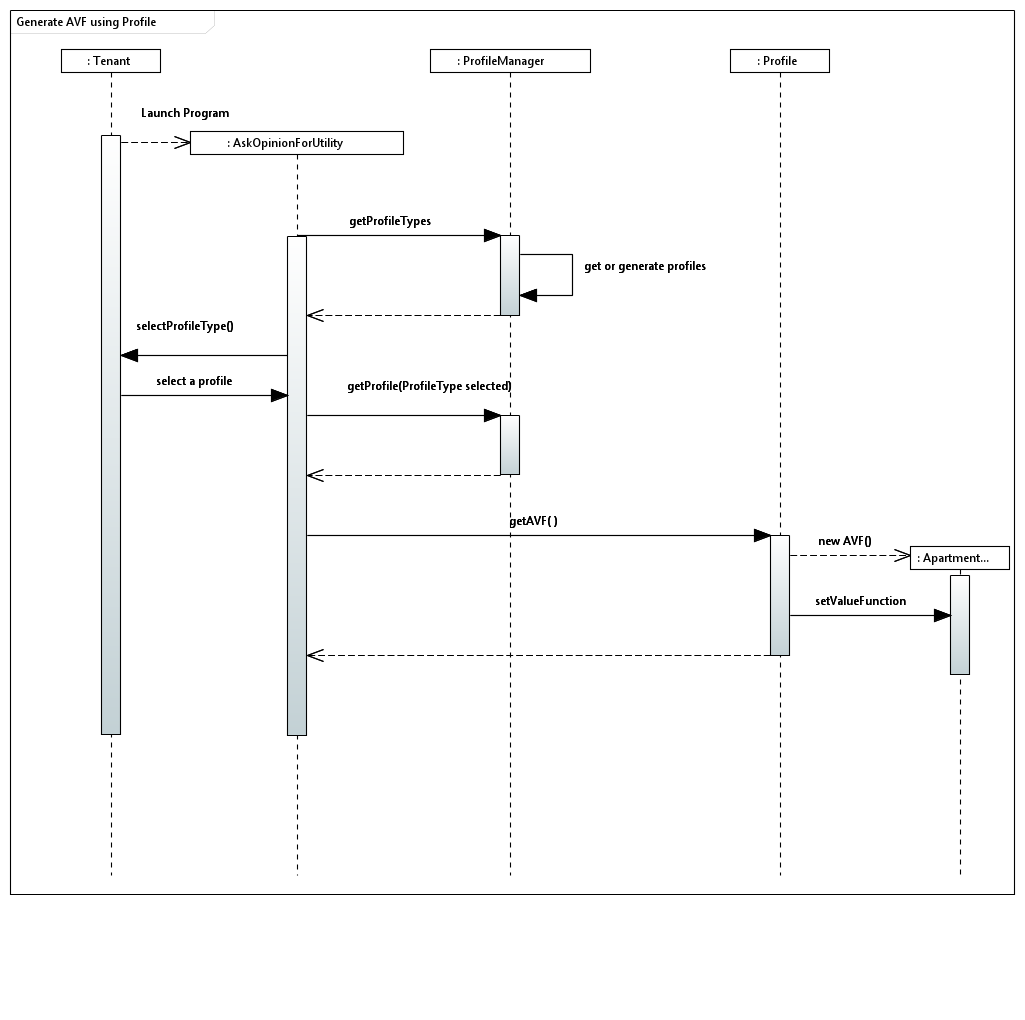 Generate AVF using Profile
: Tenant
: ProfileManager
: Profile
Launch Program
: AskOpinionForUtility
getProfileTypes
get or generate profiles
selectProfileType()
select a profile
getProfile(ProfileType selected)
getAVF( )
new AVF()
: Apartment...
setValueFunction